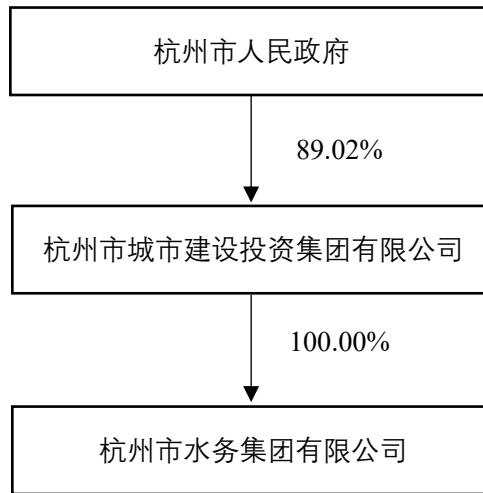 杭州市人民政府
89.02%
杭州市城市建设投资集团有限公司
100.00%
杭州市水务集团有限公司